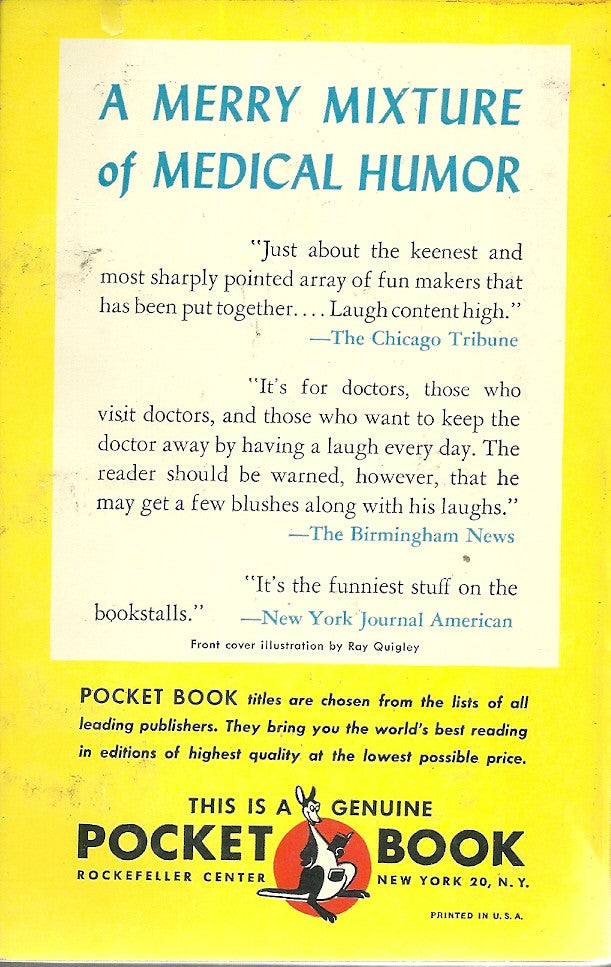 A MERRY MIXTURE
of MEDICAL HUMOR
"Just about the keenest and
most sharply pointed array of fun makers that
has been put together.... Laugh content high."
—The Chicago Tribune
"It's for doctors, those who
visit doctors, and those who want to keep the
doctor away by having a laugh every day. The
reader should be warned, however, that he
may get a few blushes along with his laughs."
—The Birmingham News
"It's the funniest stuff on the
bookstalls." —New York Journal American
Front cover illustration by Ray Quigley
POCKET BOOK titles are chosen from the lists of all
leading publishers. They bring you the world's best reading
in editions of highest quality at the lowest possible price.
THIS IS A GENUINE
POCKET BOOK
ROCKEFELLER CENTER NEW YORK 20, N.Y.
PRINTED IN U.S.A.